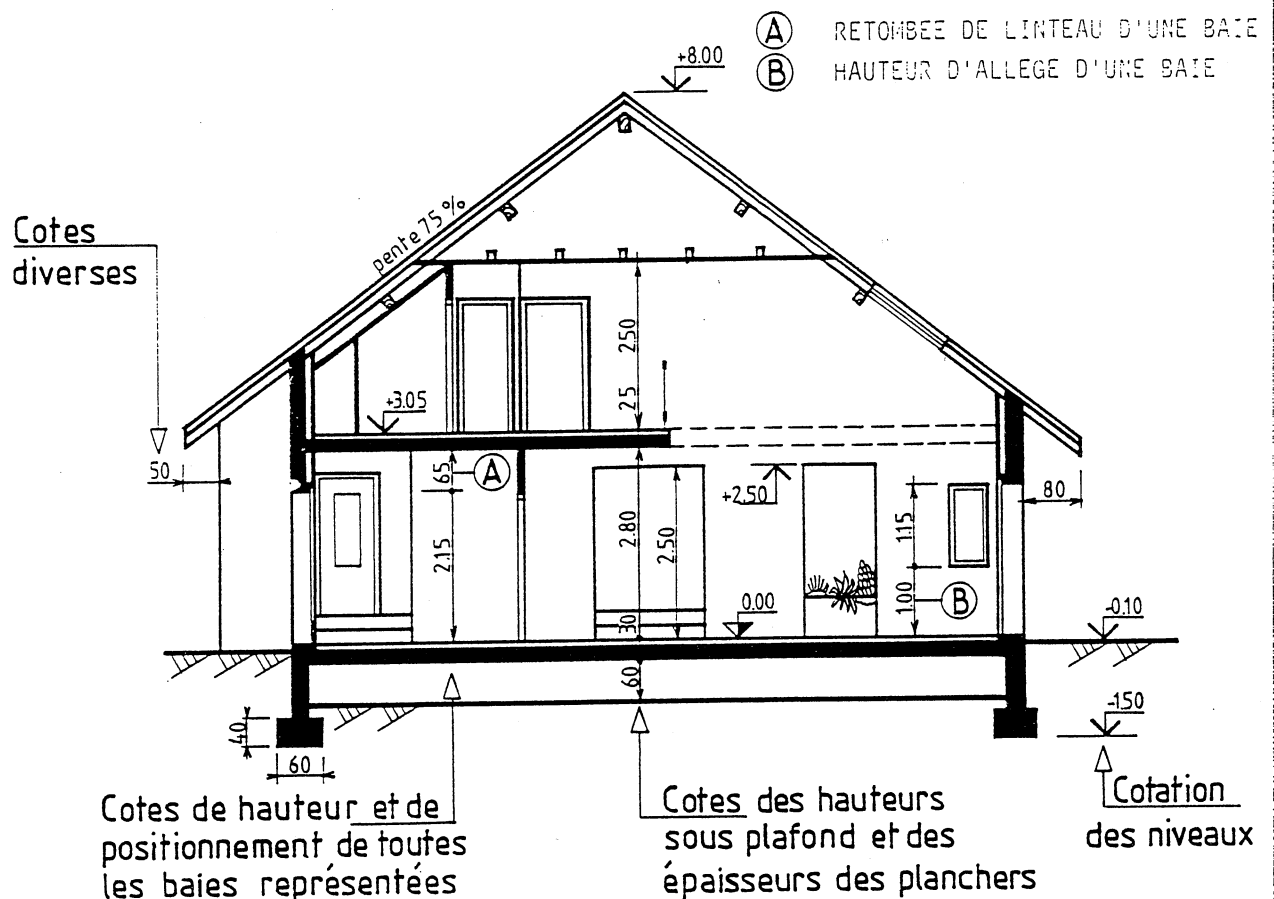 A RETOMBEE DE LINTEAU D'UNE BAIE
B HAUTEUR D'ALLEGE D'UNE BAIE
+8.00
pente 75 %
Cotes
diverses
2.50
25
+3.05
50
65
A
2.15
2.80
2.50
+2.50
1.15
1.00
B
80
0.00
30
60
-0.10
-1.50
40
60
Cotes de hauteur et de
positionnement de toutes
les baies représentées
Cotes des hauteurs
sous plafond et des
épaisseurs des planchers
Cotation
des niveaux